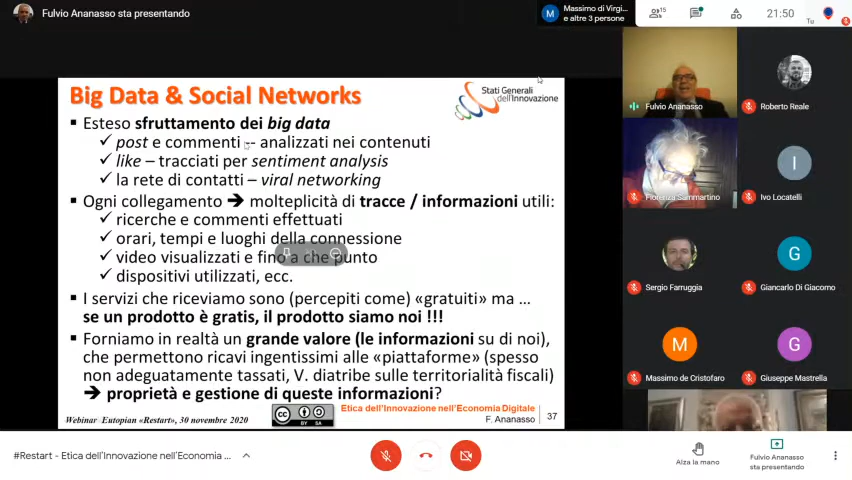 Fulvio Ananasso sta presentando
M
Massimo di Virgi...
e altre 3 persone
15
21:50
Tu
Big Data & Social Networks
Stati Generali
dell'Innovazione
▪ Esteso sfruttamento dei big data
✓ post e commenti -- analizzati nei contenuti
✓ like – tracciati per sentiment analysis
✓ la rete di contatti – viral networking
▪ Ogni collegamento ➔ molteplicità di tracce / informazioni utili:
✓ ricerche e commenti effettuati
✓ orari, tempi e luoghi della connessione
✓ video visualizzati e fino a che punto
✓ dispositivi utilizzati, ecc.
▪ I servizi che riceviamo sono (percepiti come) «gratuiti» ma ...
se un prodotto è gratis, il prodotto siamo noi !!!
▪ Forniamo in realtà un grande valore (le informazioni su di noi),
che permettono ricavi ingentissimi alle «piattaforme» (spesso
non adeguatamente tassati, V. diatribe sulle territorialità fiscali)
➔ proprietà e gestione di queste informazioni?
Webinar Eutopian «Restart», 30 novembre 2020
cc
BY SA
Etica dell'Innovazione nell'Economia Digitale
F. Ananasso
37
Fulvio Ananasso
Roberto Reale
Fiorenza Sammartino
I
Ivo Locatelli
Sergio Farruggia
G
Giancarlo Di Giacomo
M
Massimo de Cristofaro
G
Giuseppe Mastrella
#Restart - Etica dell'Innovazione nell'Economia ...
Alza la mano
Fulvio Ananasso
sta presentando